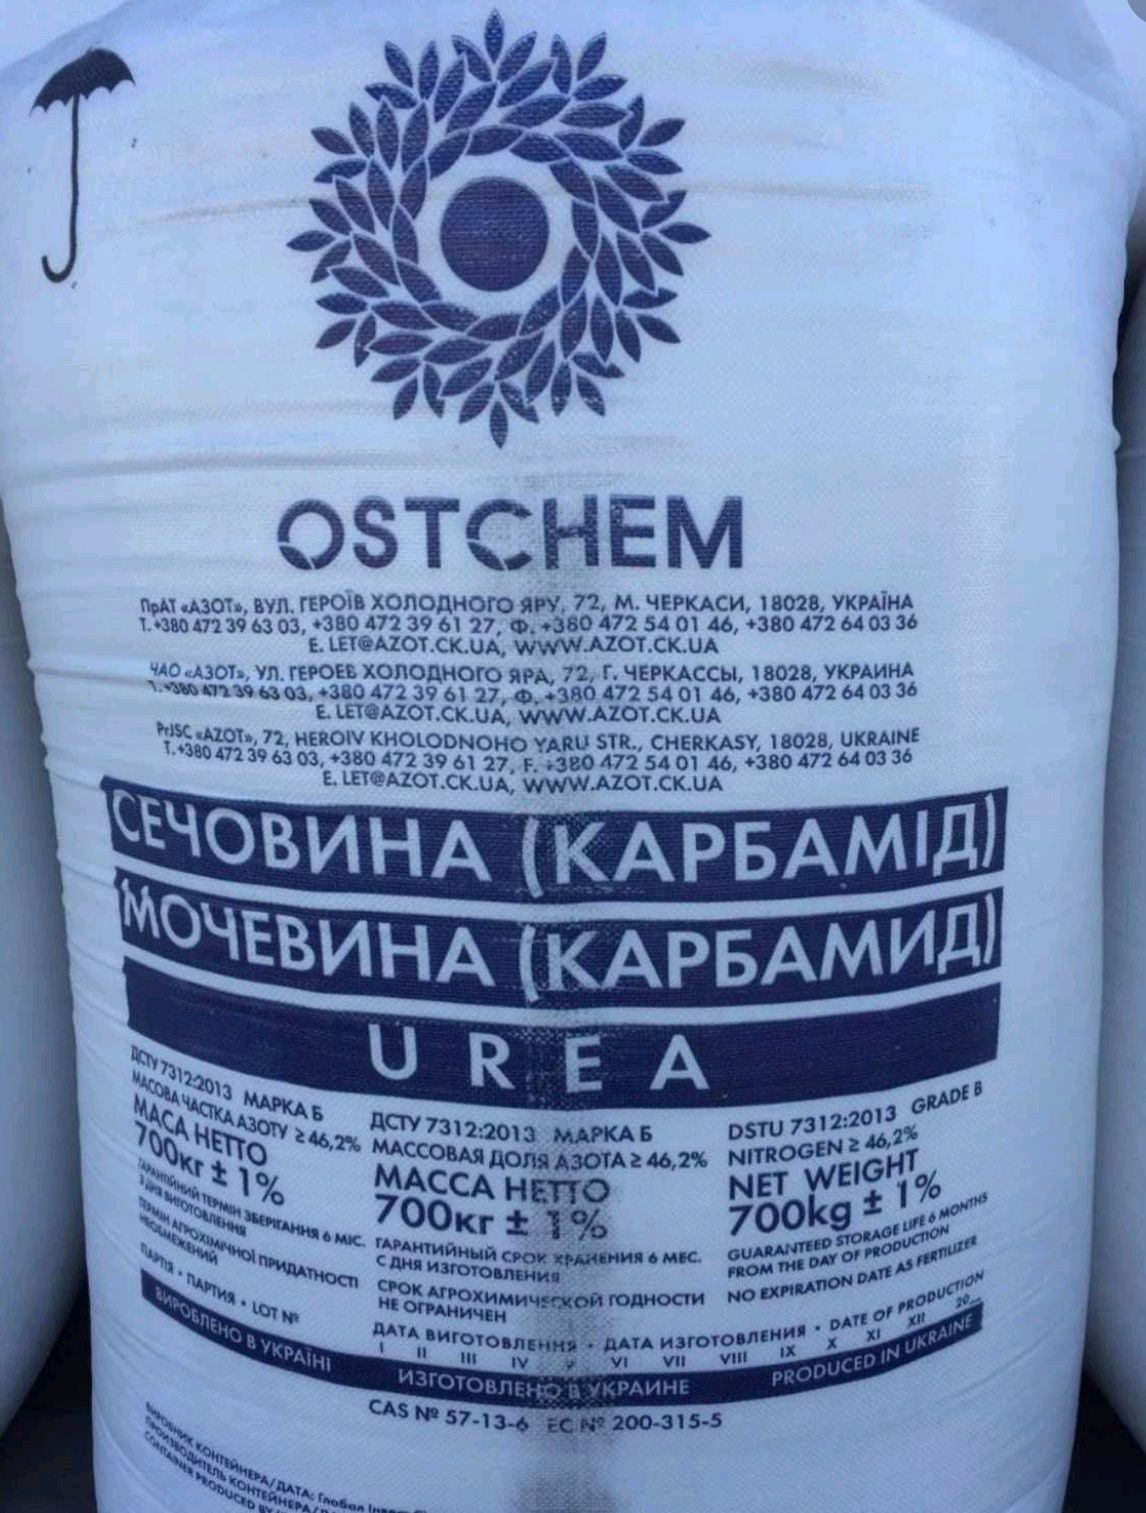 OSTCHEM
ПрАТ «АЗОТ», ВУЛ. ГЕРОЇВ ХОЛОДНОГО ЯРУ, 72, М. ЧЕРКАСИ, 18028, УКРАЇНА
Т. +380 472 39 63 03, +380 472 39 61 27, Ф. +380 472 54 01 46, +380 472 64 03 36
E. LET@AZOT.CK.UA, WWW.AZOT.CK.UA
ЧАО «АЗОТ», УЛ. ГЕРОЕВ ХОЛОДНОГО ЯРА, 72, Г. ЧЕРКАССЫ, 18028, УКРАИНА
Т. +380 472 39 63 03, +380 472 39 61 27, Ф. +380 472 54 01 46, +380 472 64 03 36
E. LET@AZOT.CK.UA, WWW.AZOT.CK.UA
PrJSC «AZOT», 72, HEROIV KHOLODNOHO YARU STR., CHERKASY, 18028, UKRAINE
T. +380 472 39 63 03, +380 472 39 61 27, F. +380 472 54 01 46, +380 472 64 03 36
E. LET@AZOT.CK.UA, WWW.AZOT.CK.UA
СЕЧОВИНА (КАРБАМІД)
МОЧЕВИНА (КАРБАМИД)
UREA
ДСТУ 7312:2013 МАРКА Б
МАСОВА ЧАСТКА АЗОТУ ≥ 46,2%
МАСА НЕТТО
700кг ± 1%
ГАРАНТІЙНИЙ ТЕРМІН ЗБЕРІГАННЯ 6 МІС.
З ДНЯ ВИГОТОВЛЕННЯ
ТЕРМІН АГРОХІМІЧНОЇ ПРИДАТНОСТІ
НЕОБМЕЖЕНИЙ
ДСТУ 7312:2013 МАРКА Б
МАССОВАЯ ДОЛЯ АЗОТА ≥ 46,2%
МАССА НЕТТО
700кг ± 1%
ГАРАНТИЙНЫЙ СРОК ХРАНЕНИЯ 6 МЕС.
С ДНЯ ИЗГОТОВЛЕНИЯ
СРОК АГРОХИМИЧЕСКОЙ ГОДНОСТИ
НЕ ОГРАНИЧЕН
DSTU 7312:2013 GRADE B
NITROGEN ≥ 46,2%
NET WEIGHT
700kg ± 1%
GUARANTEED STORAGE LIFE 6 MONTHS
FROM THE DAY OF PRODUCTION
NO EXPIRATION DATE AS FERTILIZER
ПАРТІЯ • ПАРТИЯ • LOT №
ДАТА ВИГОТОВЛЕННЯ • ДАТА ИЗГОТОВЛЕНИЯ • DATE OF PRODUCTION
I II III IV V VI VII VIII IX X XI XII 20__
ВИРОБЛЕНО В УКРАЇНІ ИЗГОТОВЛЕНО В УКРАИНЕ PRODUCED IN UKRAINE
CAS № 57-13-6 EC № 200-315-5
ВИРОБНИК КОНТЕЙНЕРА/ДАТА: Глобал
ПРОИЗВОДИТЕЛЬ КОНТЕЙНЕРА/
CONTAINER PRODUCED BY